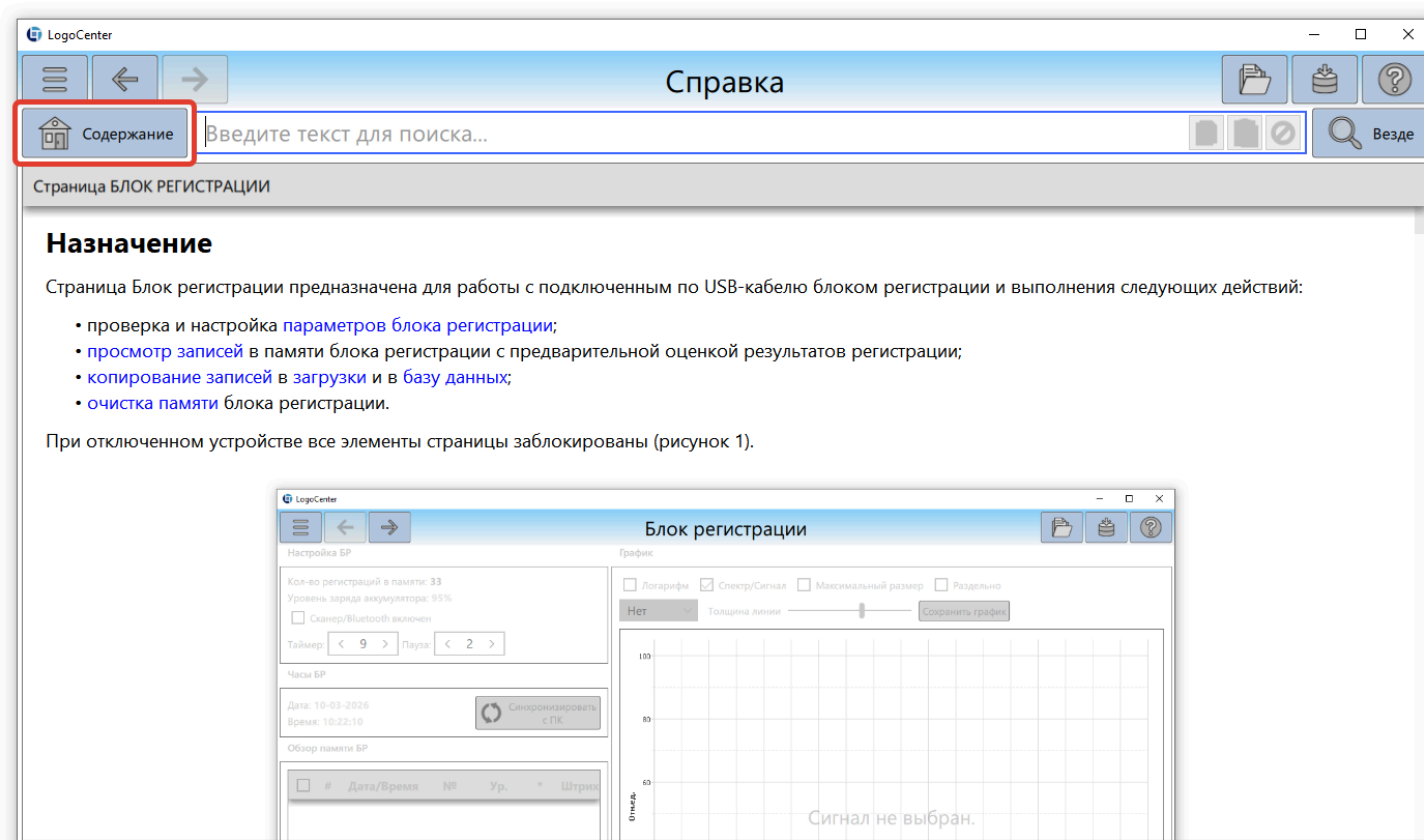 LogoCenter
Справка
Содержание
Введите текст для поиска...
Везде
Страница БЛОК РЕГИСТРАЦИИ
Назначение
Страница Блок регистрации предназначена для работы с подключенным по USB-кабелю блоком регистрации и выполнения следующих действий:
• проверка и настройка параметров блока регистрации;
• просмотр записей в памяти блока регистрации с предварительной оценкой результатов регистрации;
• копирование записей в загрузки и в базу данных;
• очистка памяти блока регистрации.
При отключенном устройстве все элементы страницы заблокированы (рисунок 1).
LogoCenter
Блок регистрации
Настройка БР
Кол-во регистраций в памяти: 33
Уровень заряда аккумулятора: 95%
Сканер/Bluetooth включен
Таймер: < 9 > Пауза: < 2 >
Часы БР
Дата: 10-03-2026
Время: 10:22:10
Синхронизировать
с ПК
Обзор памяти БР
# Дата/Время № Ур. * Штрих
График
Логарифм Спектр/Сигнал Максимальный размер Раздельно
Нет Толщина линии Сохранить график
100
80
60
Отн.ед.
Сигнал не выбран.